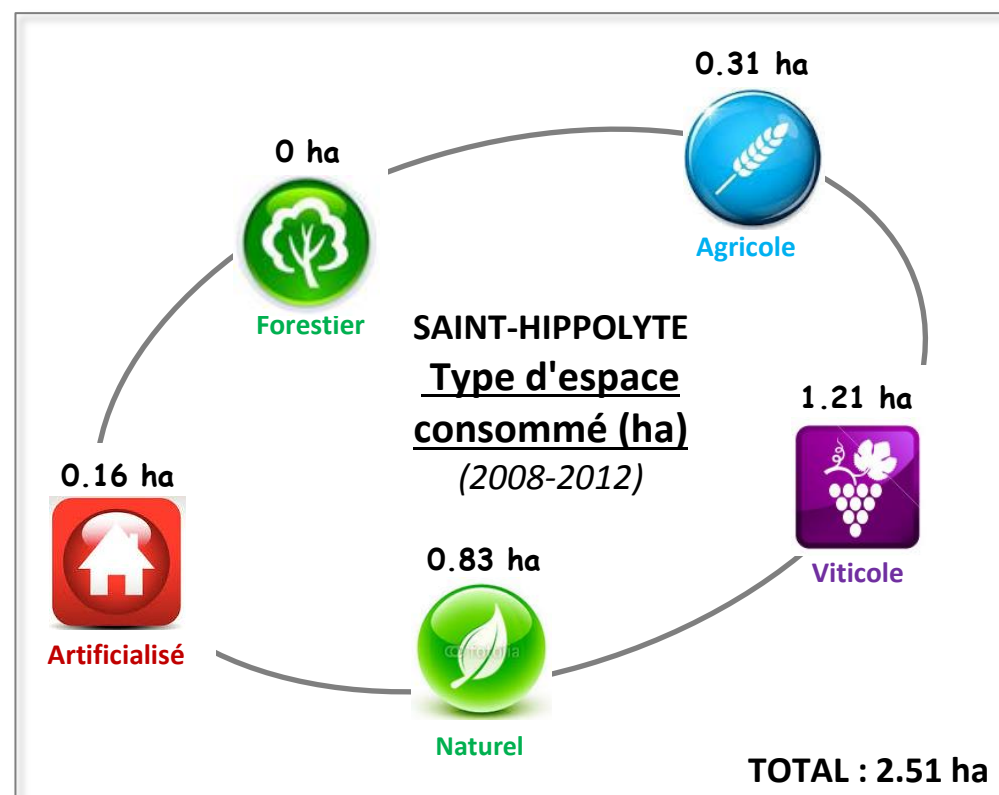 0.31 ha
0 ha
Agricole
Forestier
SAINT-HIPPOLYTE
Type d'espace
consommé (ha)
(2008-2012)
1.21 ha
0.16 ha
0.83 ha
Viticole
Artificialisé
Naturel
TOTAL : 2.51 ha